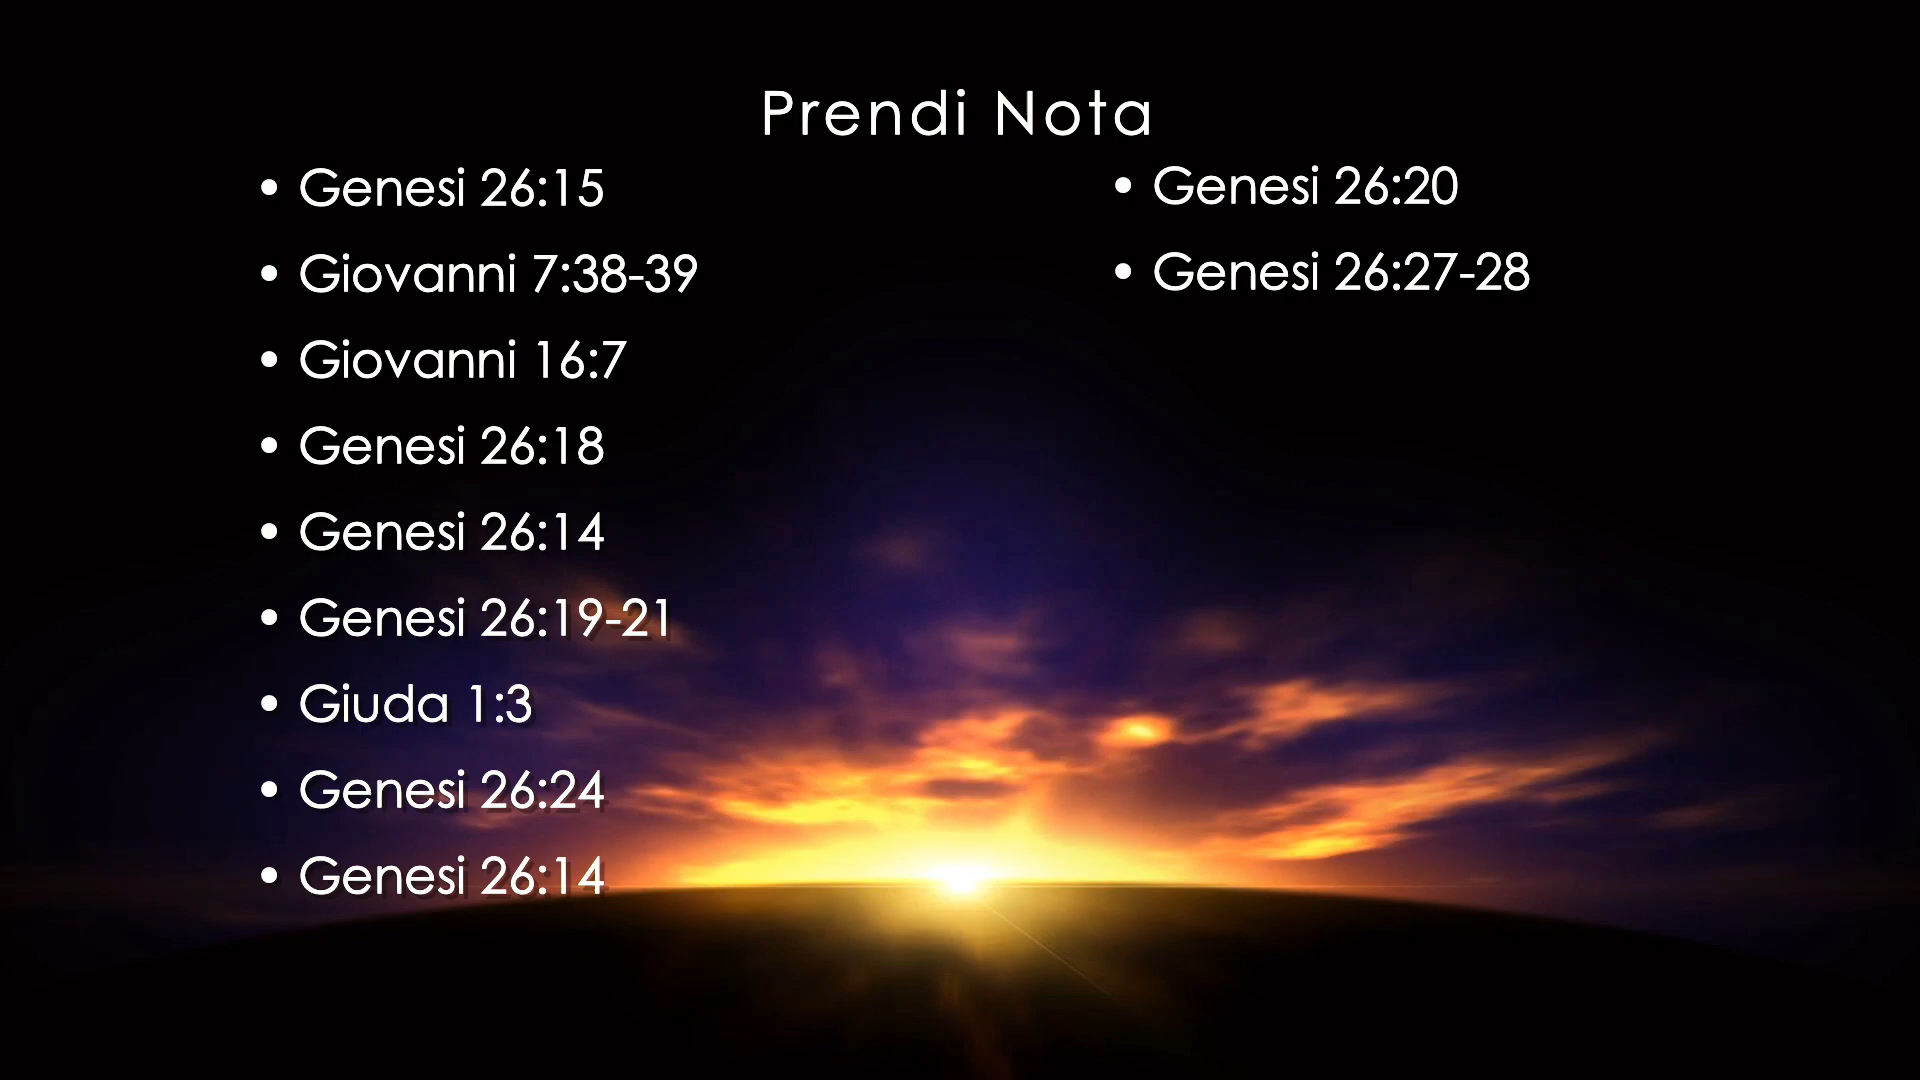 Prendi Nota
• Genesi 26:15
• Giovanni 7:38-39
• Giovanni 16:7
• Genesi 26:18
• Genesi 26:14
• Genesi 26:19-21
• Giuda 1:3
• Genesi 26:24
• Genesi 26:14
• Genesi 26:20
• Genesi 26:27-28